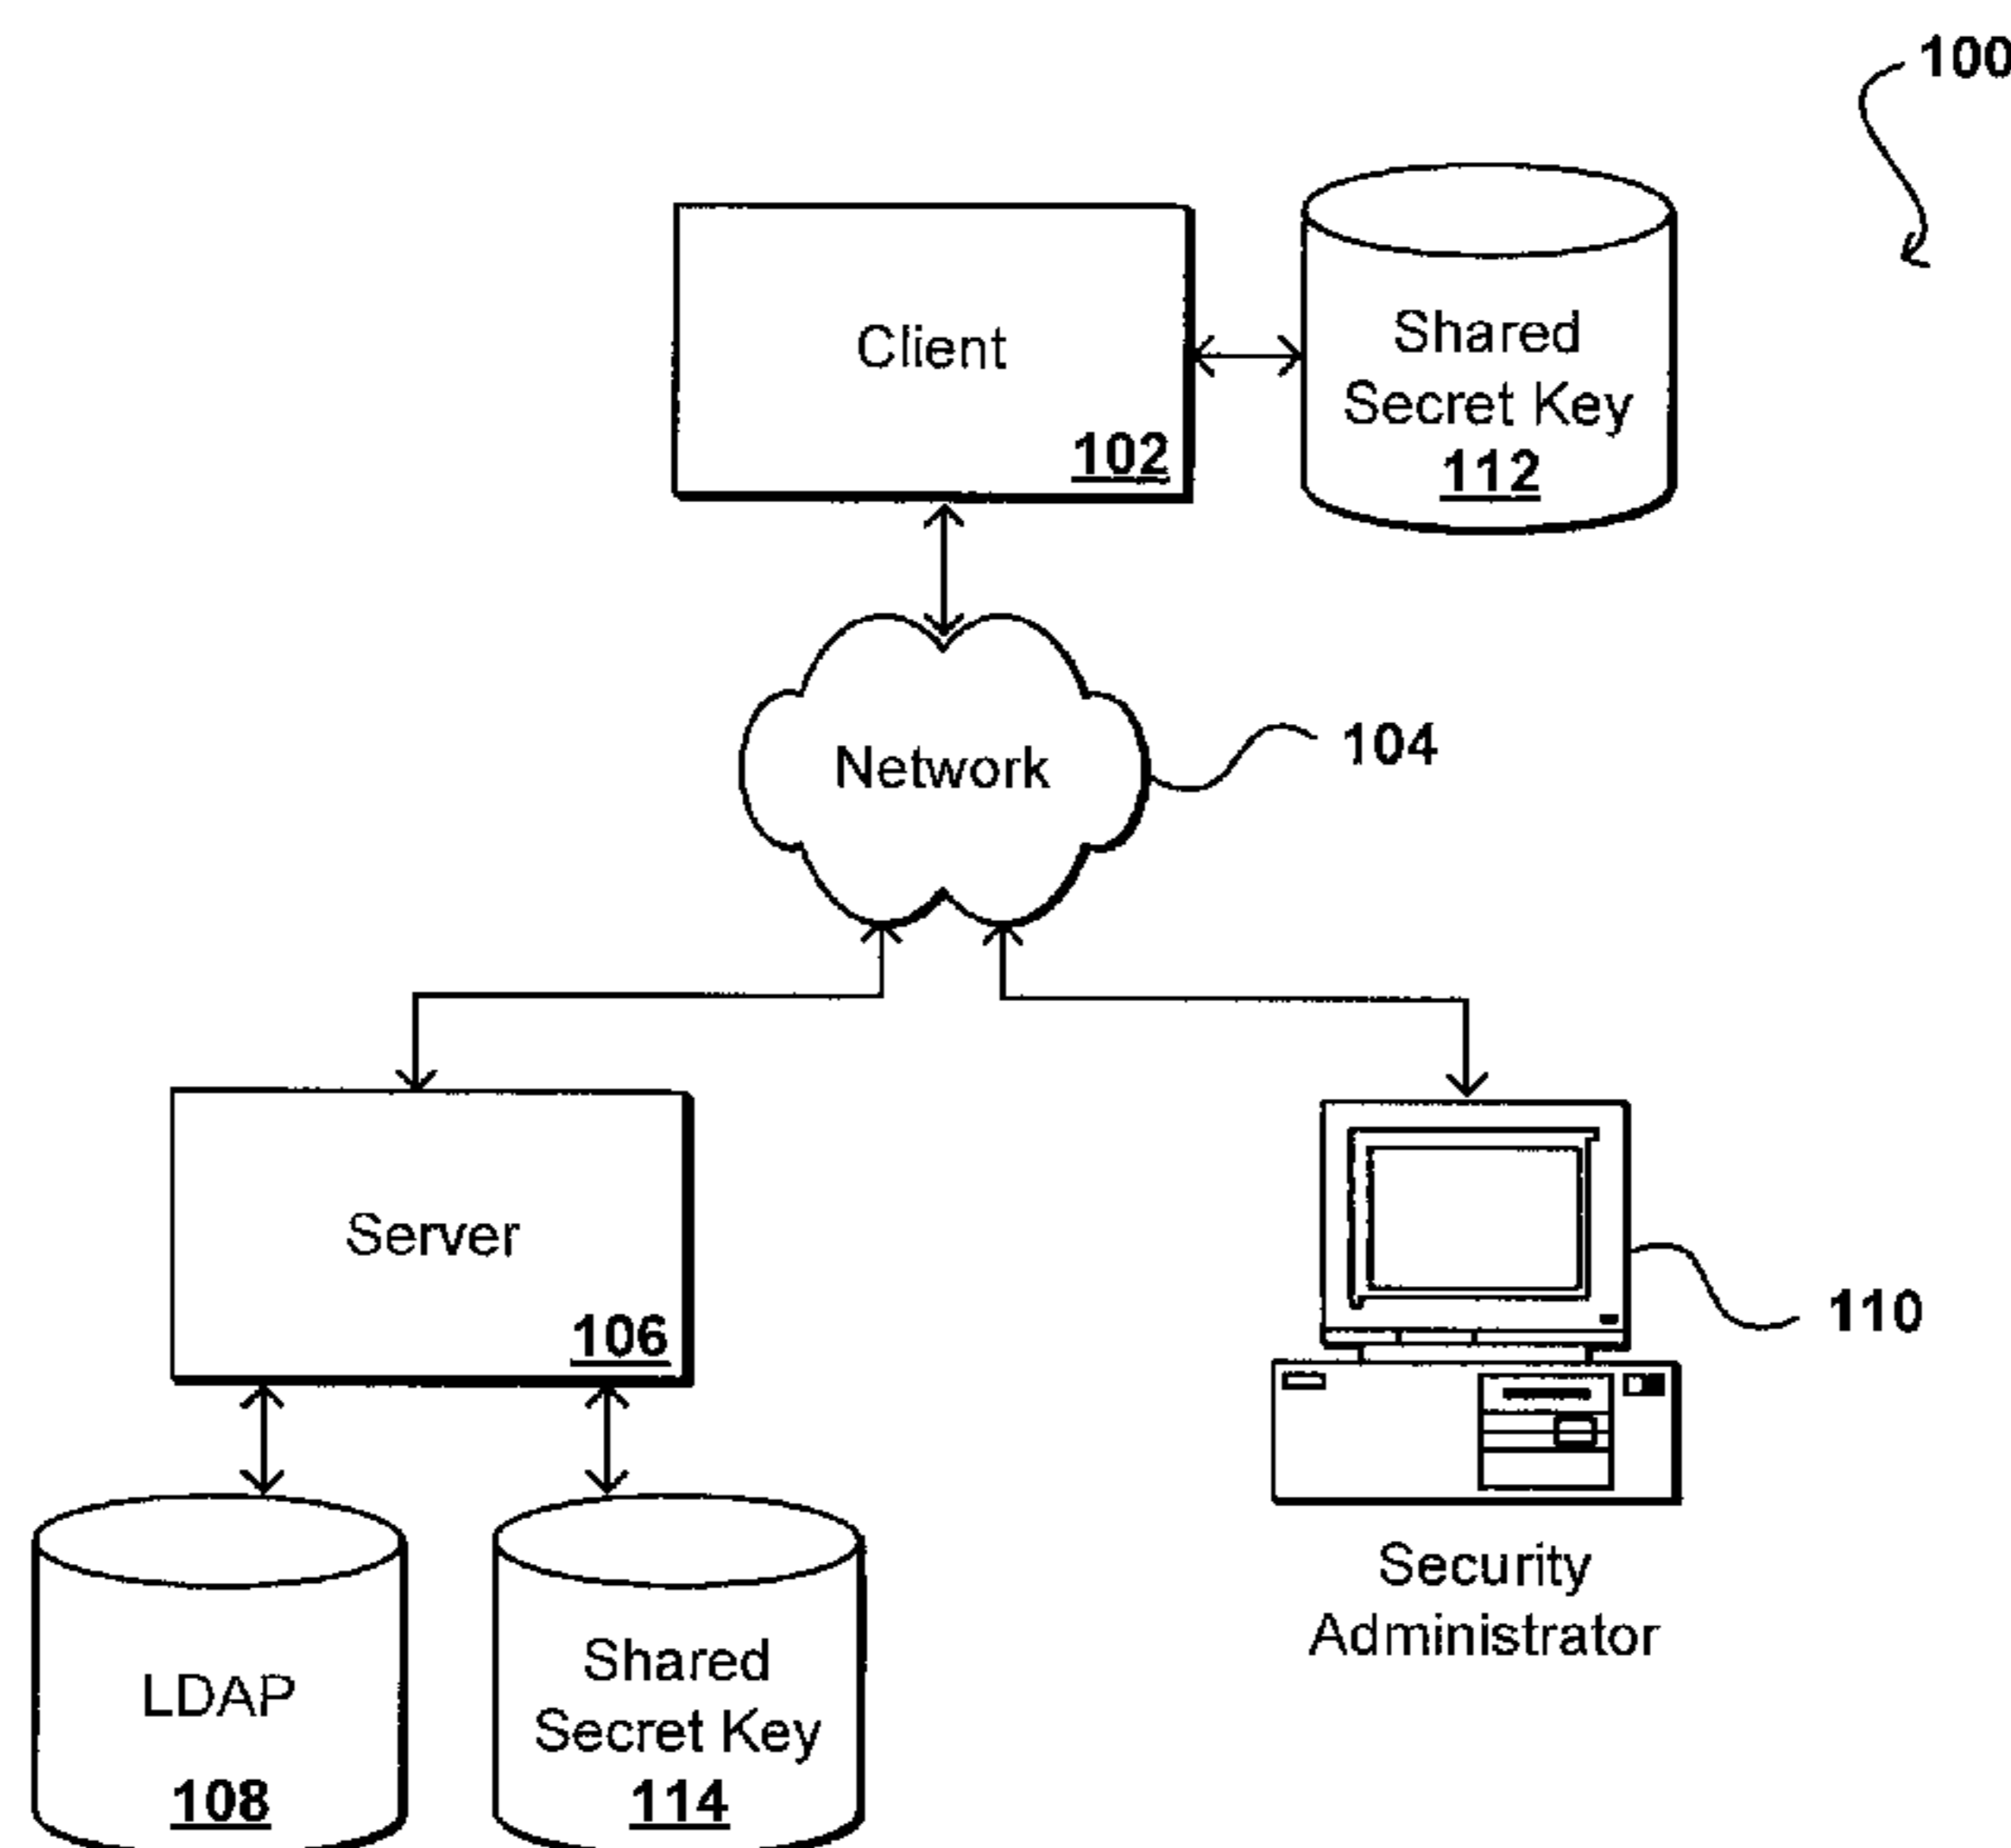 100
Client
102
Shared
Secret Key
112
Network
104
Server
106
110
Security
Administrator
LDAP
108
Shared
Secret Key
114